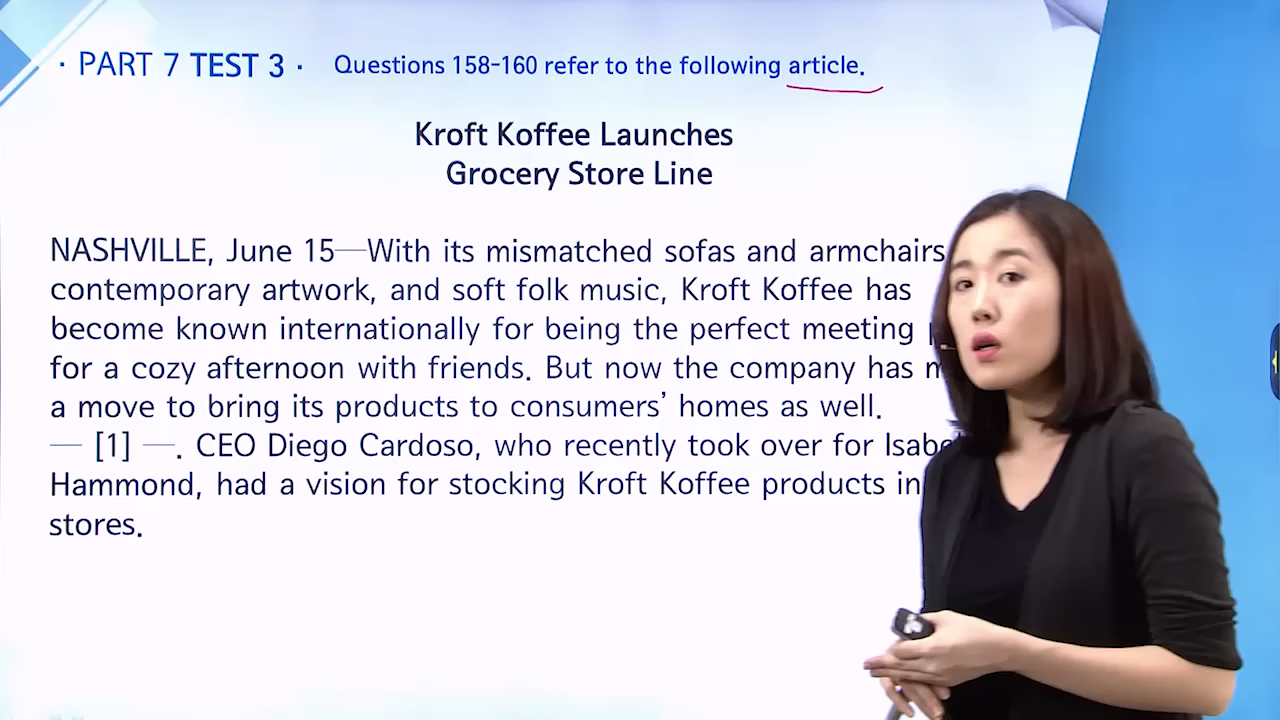 · PART 7 TEST 3 · Questions 158-160 refer to the following article.
Kroft Koffee Launches
Grocery Store Line
NASHVILLE, June 15—With its mismatched sofas and armchairs
contemporary artwork, and soft folk music, Kroft Koffee has
become known internationally for being the perfect meeting
for a cozy afternoon with friends. But now the company has
a move to bring its products to consumers’ homes as well.
— [1] —. CEO Diego Cardoso, who recently took over for
Hammond, had a vision for stocking Kroft Koffee products in
stores.